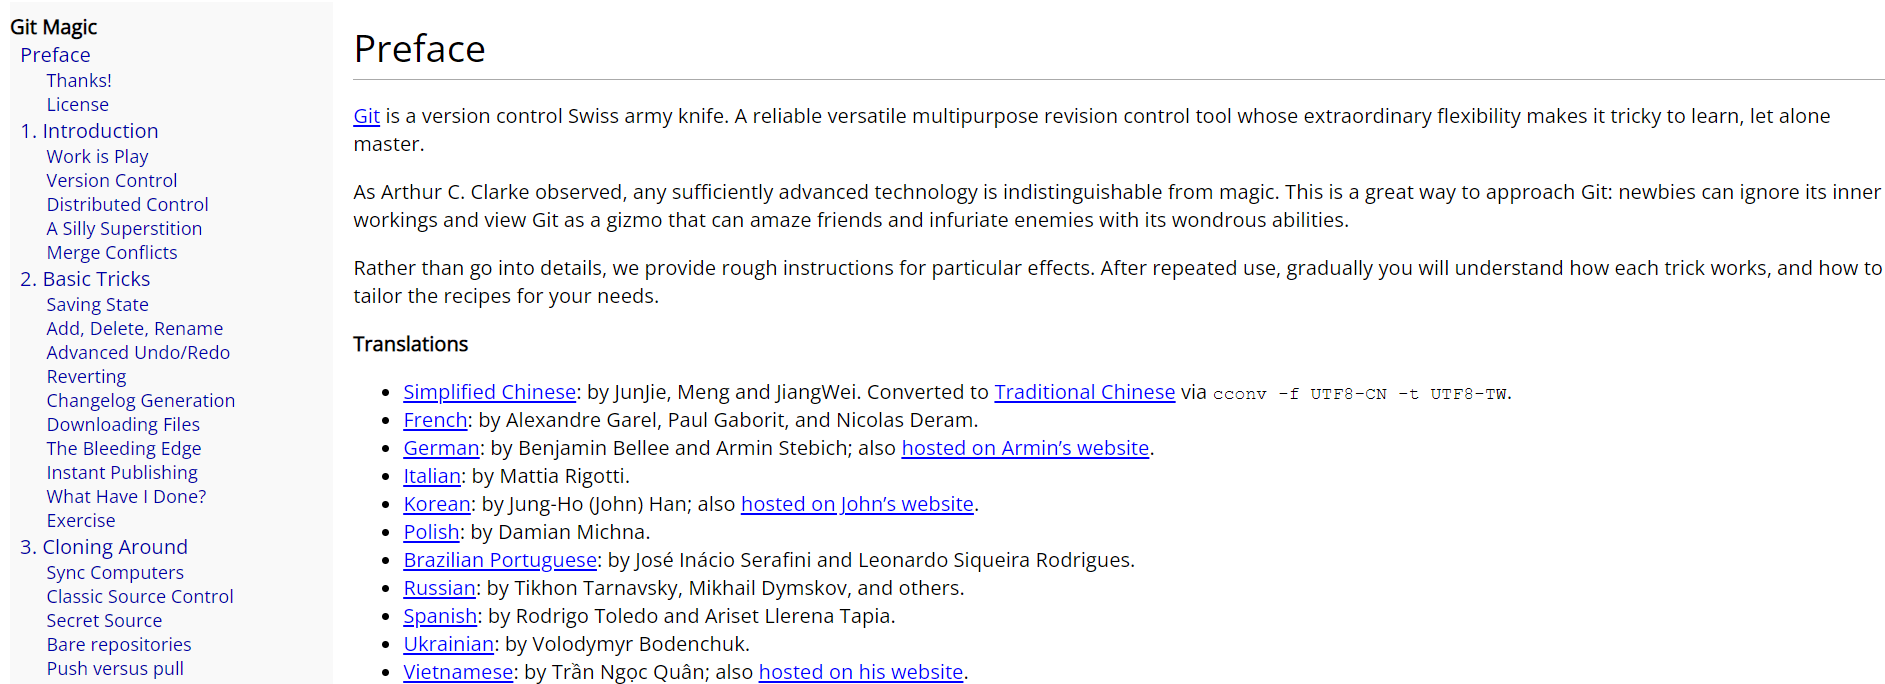 Git Magic
Preface
Thanks!
License
1. Introduction
Work is Play
Version Control
Distributed Control
A Silly Superstition
Merge Conflicts
2. Basic Tricks
Saving State
Add, Delete, Rename
Advanced Undo/Redo
Reverting
Changelog Generation
Downloading Files
The Bleeding Edge
Instant Publishing
What Have I Done?
Exercise
3. Cloning Around
Sync Computers
Classic Source Control
Secret Source
Bare repositories
Push versus pull
Preface
Git is a version control Swiss army knife. A reliable versatile multipurpose revision control tool whose extraordinary flexibility makes it tricky to learn, let alone
master.
As Arthur C. Clarke observed, any sufficiently advanced technology is indistinguishable from magic. This is a great way to approach Git: newbies can ignore its inner
workings and view Git as a gizmo that can amaze friends and infuriate enemies with its wondrous abilities.
Rather than go into details, we provide rough instructions for particular effects. After repeated use, gradually you will understand how each trick works, and how to
tailor the recipes for your needs.
Translations
• Simplified Chinese: by JunJie, Meng and JiangWei. Converted to Traditional Chinese via cconv -f UTF8-CN -t UTF8-TW.
• French: by Alexandre Garel, Paul Gaborit, and Nicolas Deram.
• German: by Benjamin Bellee and Armin Stebich; also hosted on Armin’s website.
• Italian: by Mattia Rigotti.
• Korean: by Jung-Ho (John) Han; also hosted on John’s website.
• Polish: by Damian Michna.
• Brazilian Portuguese: by José Inácio Serafini and Leonardo Siqueira Rodrigues.
• Russian: by Tikhon Tarnavsky, Mikhail Dymskov, and others.
• Spanish: by Rodrigo Toledo and Ariset Llerena Tapia.
• Ukrainian: by Volodymyr Bodenchuk.
• Vietnamese: by Trần Ngọc Quân; also hosted on his website.